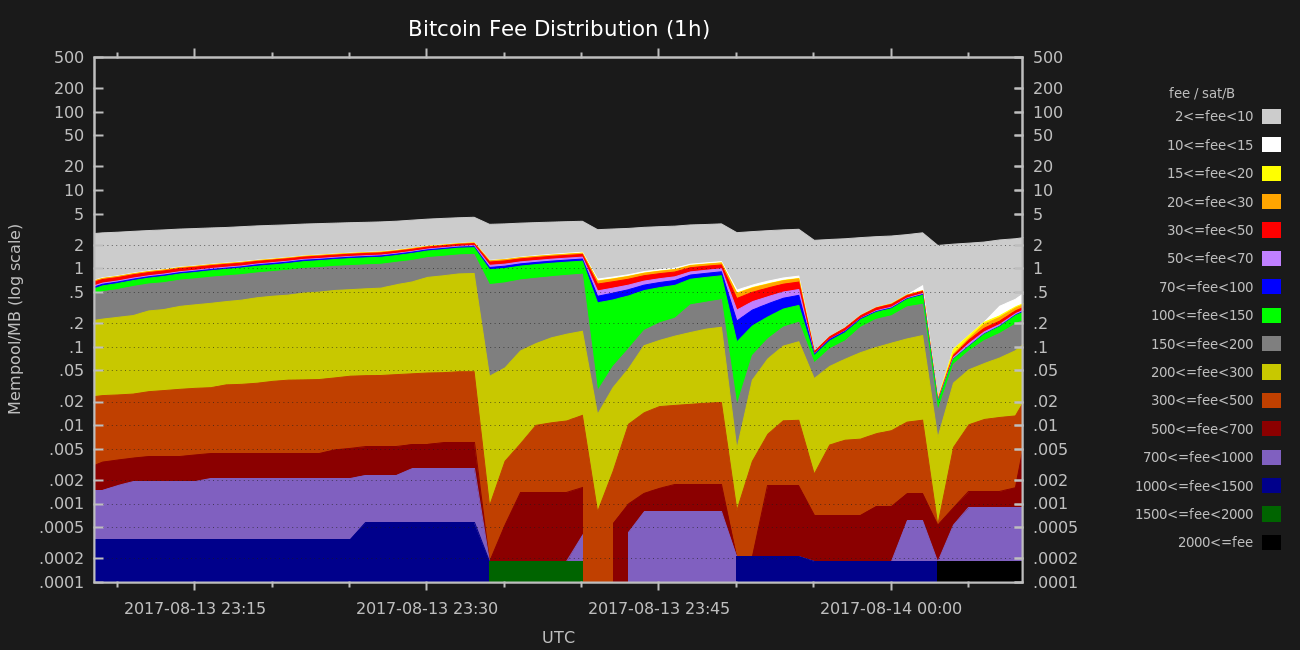 Bitcoin Fee Distribution (1h)
Mempool/MB (log scale)
500
200
100
50
20
10
5
2
1
.5
.2
.1
.05
.02
.01
.005
.002
.001
.0005
.0002
.0001
500
200
100
50
20
10
5
2
1
.5
.2
.1
.05
.02
.01
.005
.002
.001
.0005
.0002
.0001
2017-08-13 23:15
2017-08-13 23:30
2017-08-13 23:45
2017-08-14 00:00
UTC
fee / sat/B
2<=fee<10
10<=fee<15
15<=fee<20
20<=fee<30
30<=fee<50
50<=fee<70
70<=fee<100
100<=fee<150
150<=fee<200
200<=fee<300
300<=fee<500
500<=fee<700
700<=fee<1000
1000<=fee<1500
1500<=fee<2000
2000<=fee